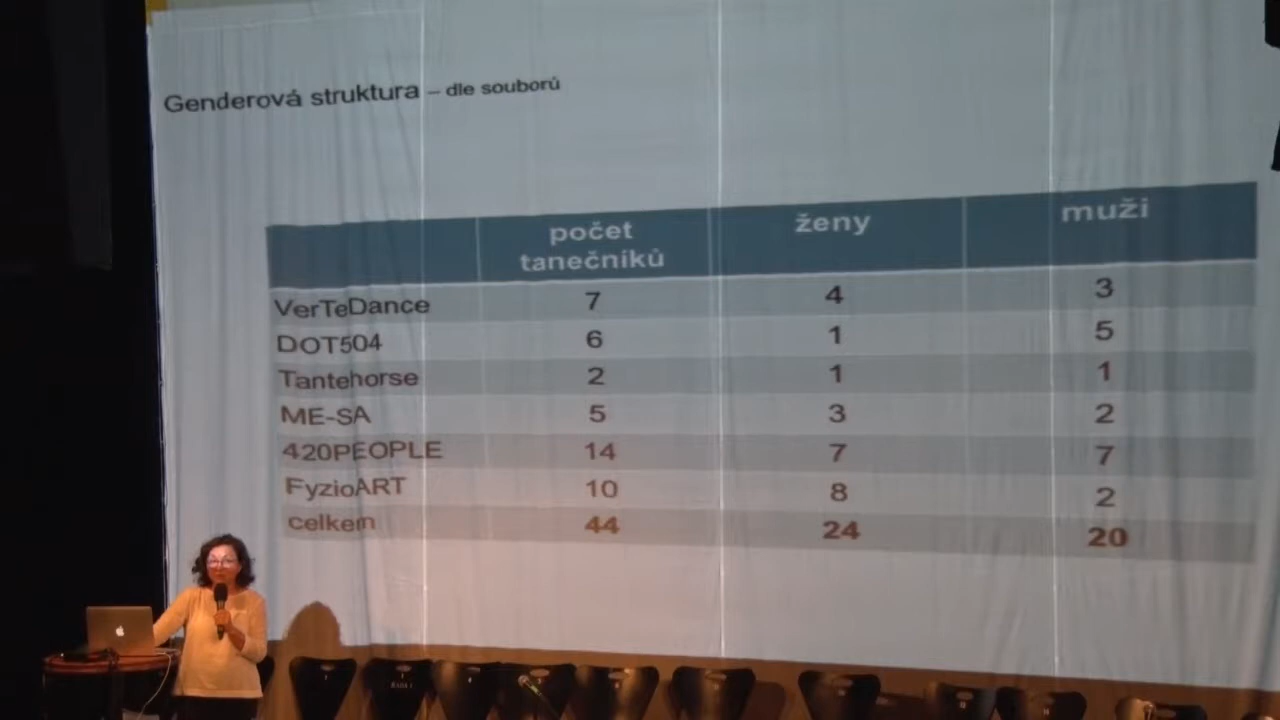 Genderová struktura – dle souborů
počet tanečníků ženy muži
VerTeDance 7 4 3
DOT504 6 1 5
Tantehorse 2 1 1
ME-SA 5 3 2
420PEOPLE 14 7 7
FyzioART 10 8 2
celkem 44 24 20